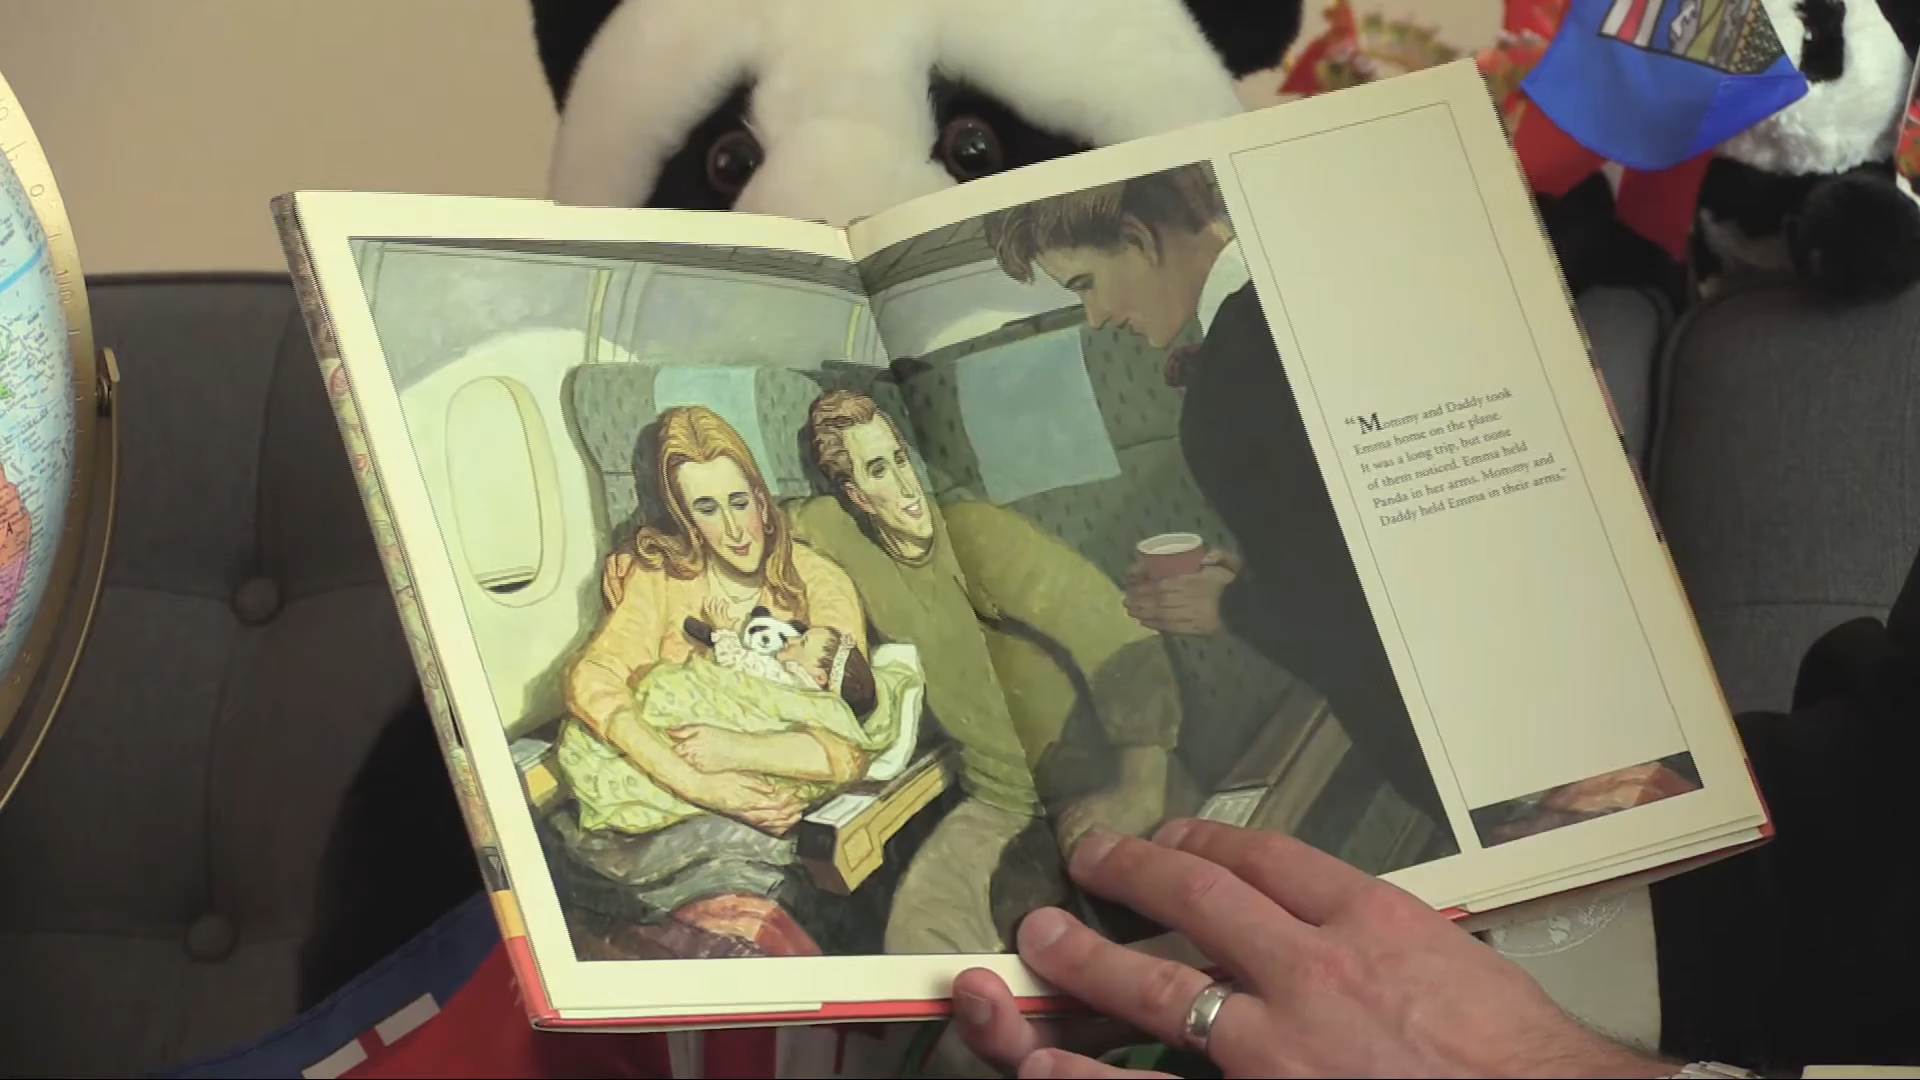 “Mommy and Daddy took
Emma home on the plane.
It was a long trip, but none
of them noticed. Emma held
Panda in her arms. Mommy and
Daddy held Emma in their arms.”